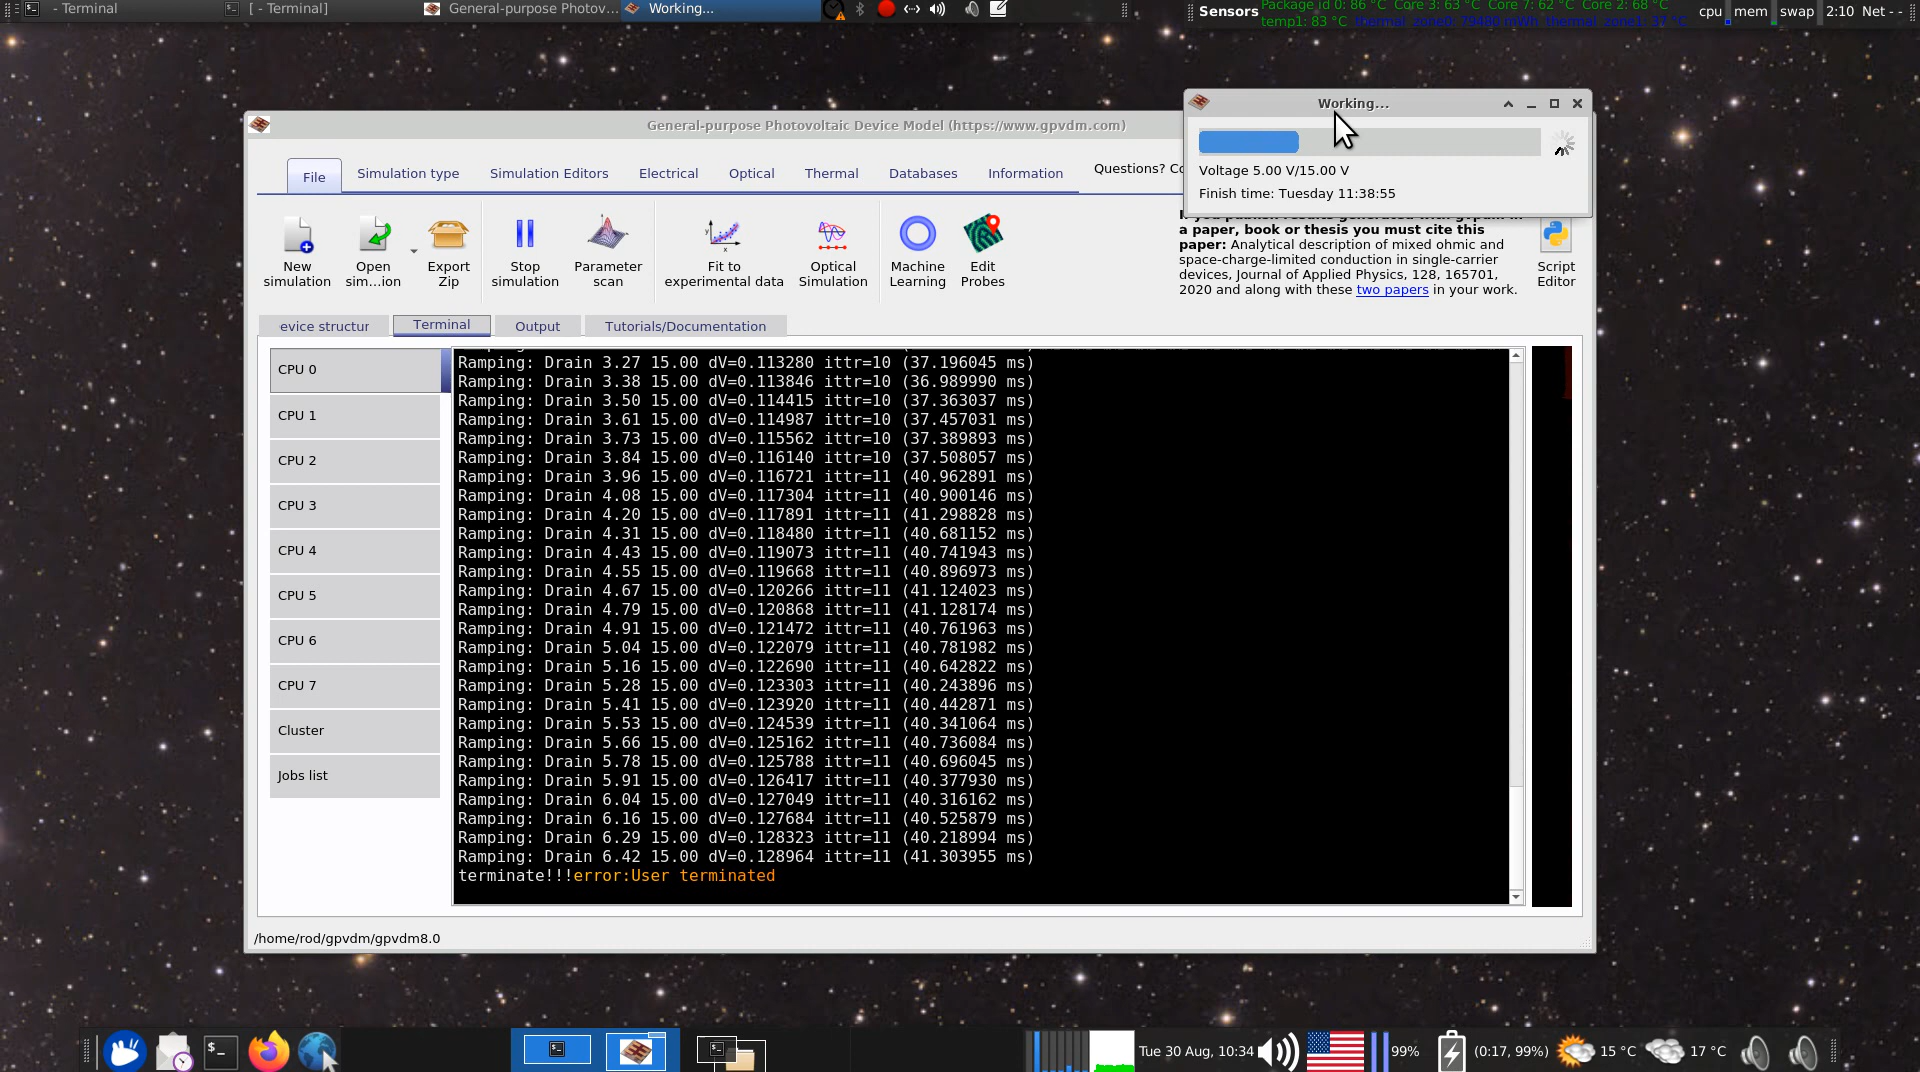 - Terminal
[ - Terminal]
General-purpose Photov...
Working...
Sensors
Package id 0: 86 °C Core 3: 63 °C Core 7: 62 °C Core 2: 68 °C
temp1: 83 °C thermal_zone0: 79480 mWh thermal_zone1: 37 °C
cpu mem swap 2:10 Net - -
Working...
Voltage 5.00 V/15.00 V
Finish time: Tuesday 11:38:55
General-purpose Photovoltaic Device Model (https://www.gpvdm.com)
File
Simulation type
Simulation Editors
Electrical
Optical
Thermal
Databases
Information
Questions?
New
simulation
Open
sim...ion
Export
Zip
Stop
simulation
Parameter
scan
Fit to
experimental data
Optical
Simulation
Machine
Learning
Edit
Probes
a paper, book or thesis you must cite this
paper: Analytical description of mixed ohmic and
space-charge-limited conduction in single-carrier
devices, Journal of Applied Physics, 128, 165701,
2020 and along with these two papers in your work.
Script
Editor
evice structur
Terminal
Output
Tutorials/Documentation
CPU 0
CPU 1
CPU 2
CPU 3
CPU 4
CPU 5
CPU 6
CPU 7
Cluster
Jobs list
Ramping: Drain 3.27 15.00 dV=0.113280 ittr=10 (37.196045 ms)
Ramping: Drain 3.38 15.00 dV=0.113846 ittr=10 (36.989990 ms)
Ramping: Drain 3.50 15.00 dV=0.114415 ittr=10 (37.363037 ms)
Ramping: Drain 3.61 15.00 dV=0.114987 ittr=10 (37.457031 ms)
Ramping: Drain 3.73 15.00 dV=0.115562 ittr=10 (37.389893 ms)
Ramping: Drain 3.84 15.00 dV=0.116140 ittr=10 (37.508057 ms)
Ramping: Drain 3.96 15.00 dV=0.116721 ittr=11 (40.962891 ms)
Ramping: Drain 4.08 15.00 dV=0.117304 ittr=11 (40.900146 ms)
Ramping: Drain 4.20 15.00 dV=0.117891 ittr=11 (41.298828 ms)
Ramping: Drain 4.31 15.00 dV=0.118480 ittr=11 (40.681152 ms)
Ramping: Drain 4.43 15.00 dV=0.119073 ittr=11 (40.741943 ms)
Ramping: Drain 4.55 15.00 dV=0.119668 ittr=11 (40.896973 ms)
Ramping: Drain 4.67 15.00 dV=0.120266 ittr=11 (41.124023 ms)
Ramping: Drain 4.79 15.00 dV=0.120868 ittr=11 (41.128174 ms)
Ramping: Drain 4.91 15.00 dV=0.121472 ittr=11 (40.761963 ms)
Ramping: Drain 5.04 15.00 dV=0.122079 ittr=11 (40.781982 ms)
Ramping: Drain 5.16 15.00 dV=0.122690 ittr=11 (40.642822 ms)
Ramping: Drain 5.28 15.00 dV=0.123303 ittr=11 (40.243896 ms)
Ramping: Drain 5.41 15.00 dV=0.123920 ittr=11 (40.442871 ms)
Ramping: Drain 5.53 15.00 dV=0.124539 ittr=11 (40.341064 ms)
Ramping: Drain 5.66 15.00 dV=0.125162 ittr=11 (40.736084 ms)
Ramping: Drain 5.78 15.00 dV=0.125788 ittr=11 (40.696045 ms)
Ramping: Drain 5.91 15.00 dV=0.126417 ittr=11 (40.377930 ms)
Ramping: Drain 6.04 15.00 dV=0.127049 ittr=11 (40.316162 ms)
Ramping: Drain 6.16 15.00 dV=0.127684 ittr=11 (40.525879 ms)
Ramping: Drain 6.29 15.00 dV=0.128323 ittr=11 (40.218994 ms)
Ramping: Drain 6.42 15.00 dV=0.128964 ittr=11 (41.303955 ms)
terminate!!!error:User terminated
/home/rod/gpvdm/gpvdm8.0
Tue 30 Aug, 10:34
99%
(0:17, 99%)
15 °C
17 °C